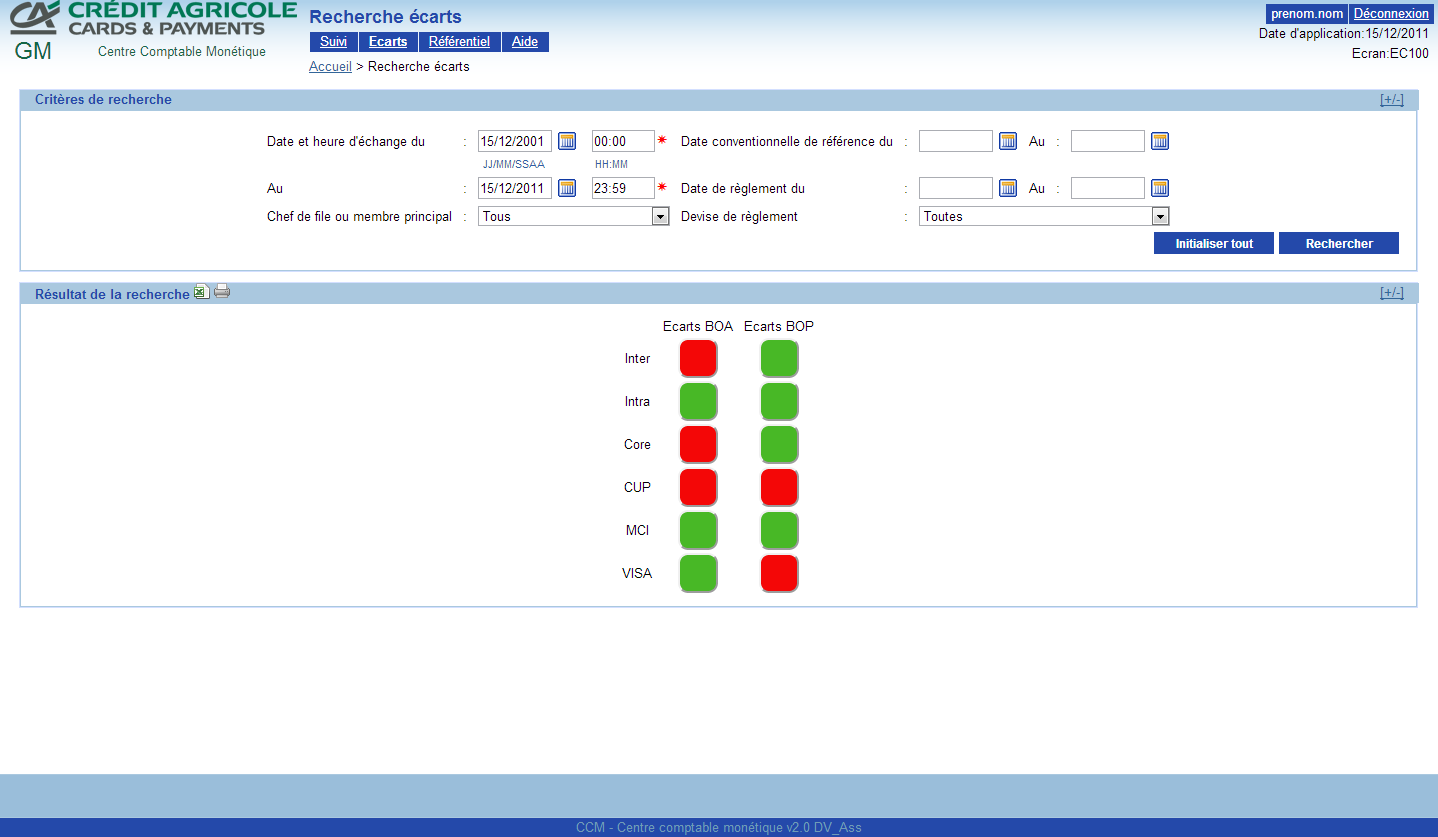 CRÉDIT AGRICOLE
CARDS & PAYMENTS
GM Centre Comptable Monétique
Recherche écarts
Suivi Ecarts Référentiel Aide
Accueil > Recherche écarts
prenom.nom Déconnexion
Date d'application:15/12/2011
Ecran:EC100
Critères de recherche [+/-]
Date et heure d'échange du : 15/12/2001 00:00 * Date conventionnelle de référence du : Au :
JJ/MM/SSAA HH:MM
Au : 15/12/2011 23:59 * Date de règlement du : Au :
Chef de file ou membre principal : Tous Devise de règlement : Toutes
Initialiser tout Rechercher
Résultat de la recherche [+/-]
Ecarts BOA Ecarts BOP
Inter
Intra
Core
CUP
MCI
VISA
CCM - Centre comptable monétique v2.0 DV_Ass